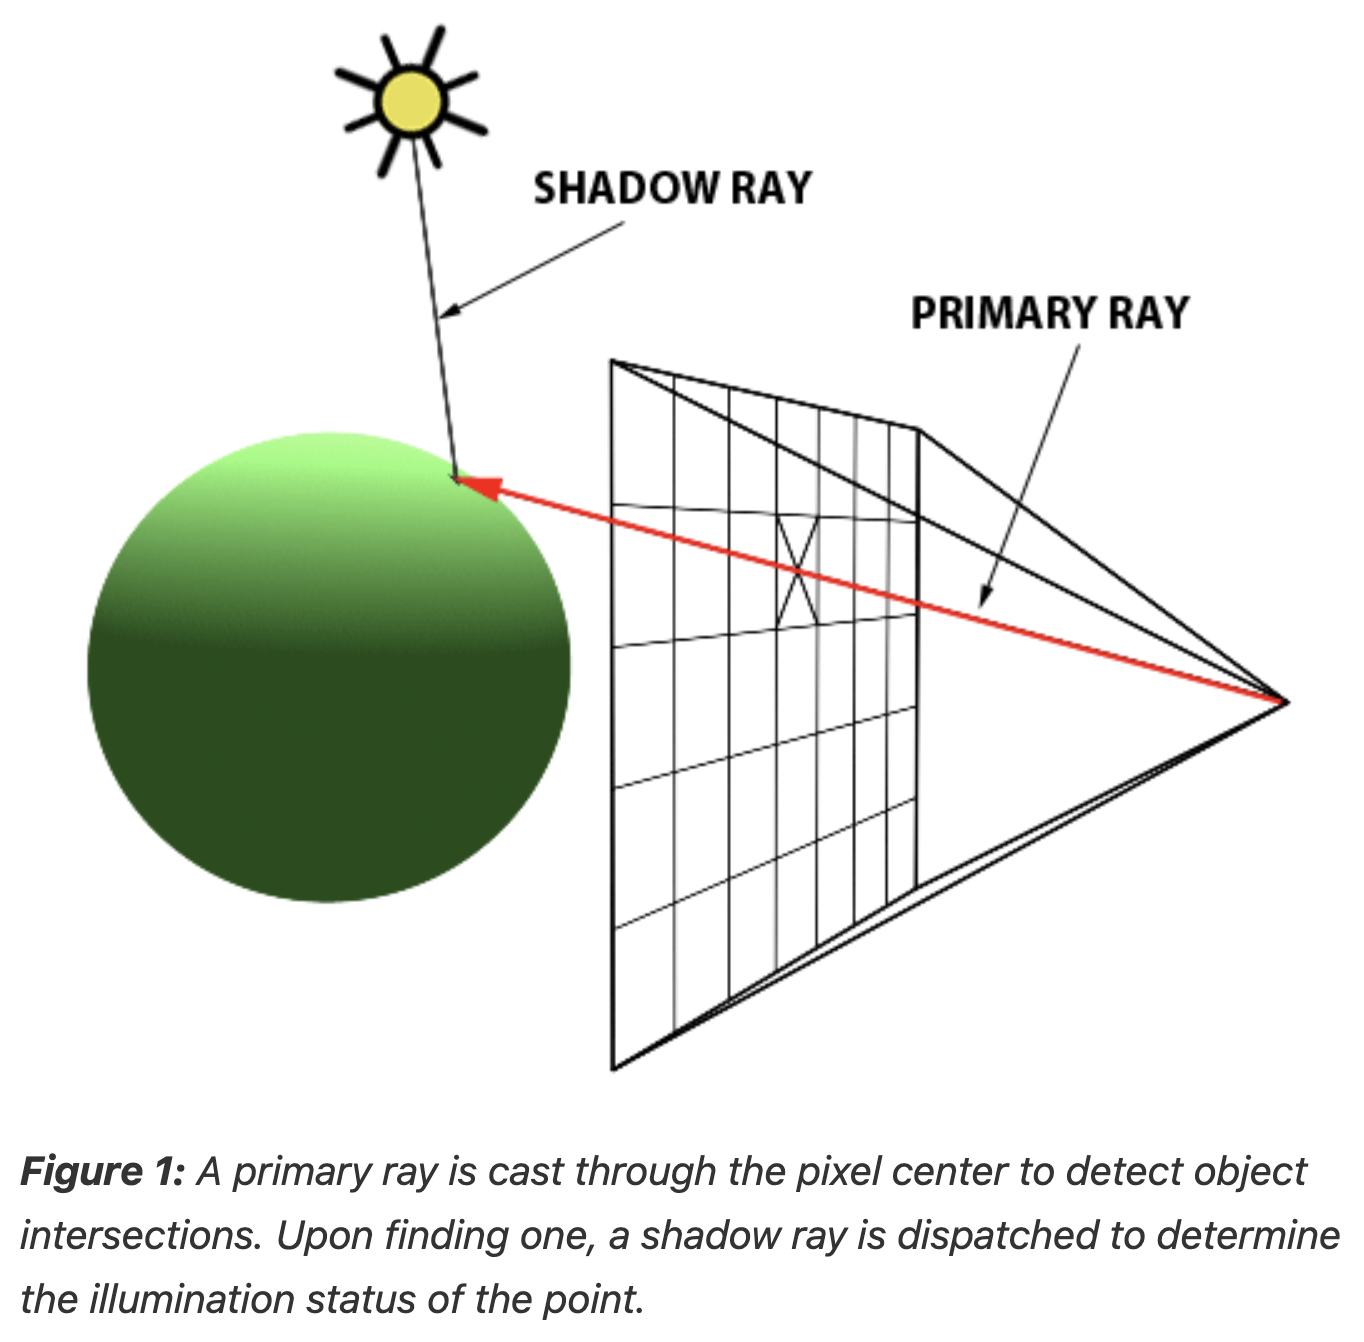 SHADOW RAY
PRIMARY RAY
Figure 1: A primary ray is cast through the pixel center to detect object
intersections. Upon finding one, a shadow ray is dispatched to determine
the illumination status of the point.